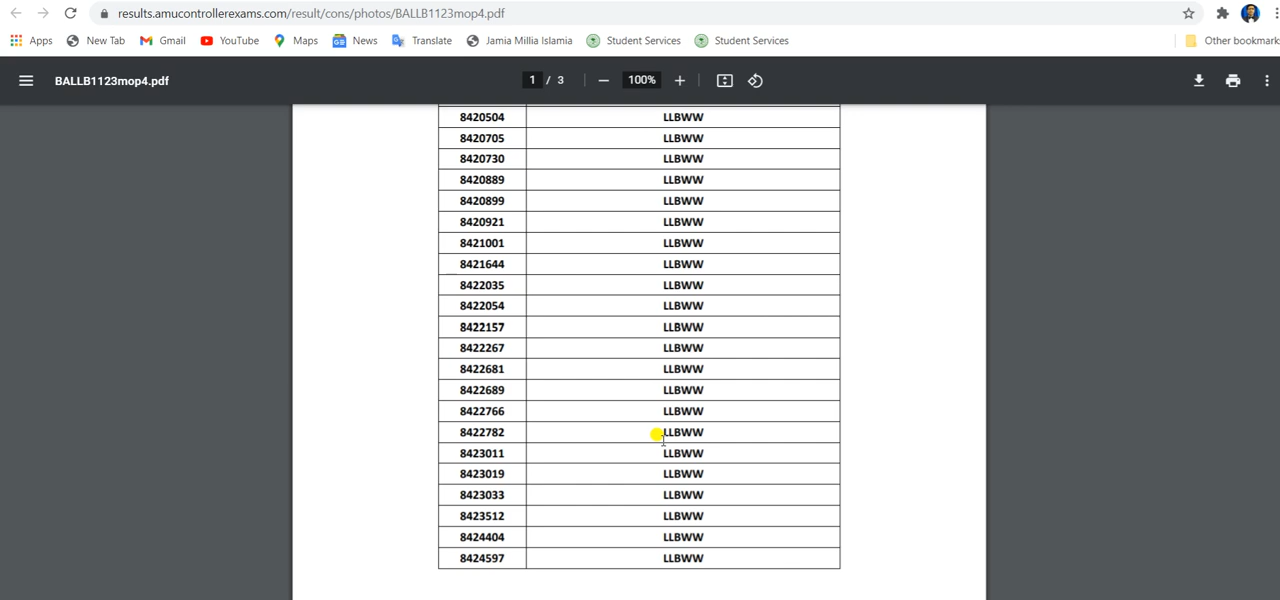 results.amucontrollerexams.com/result/cons/photos/BALLB1123mop4.pdf
Apps New Tab Gmail YouTube Maps News Translate Jamia Millia Islamia Student Services Student Services Other bookmark
BALLB1123mop4.pdf 1 / 3 100%
8420504 LLBWW
8420705 LLBWW
8420730 LLBWW
8420889 LLBWW
8420899 LLBWW
8420921 LLBWW
8421001 LLBWW
8421644 LLBWW
8422035 LLBWW
8422054 LLBWW
8422157 LLBWW
8422267 LLBWW
8422681 LLBWW
8422689 LLBWW
8422766 LLBWW
8422782 LLBWW
8423011 LLBWW
8423019 LLBWW
8423033 LLBWW
8423512 LLBWW
8424404 LLBWW
8424597 LLBWW